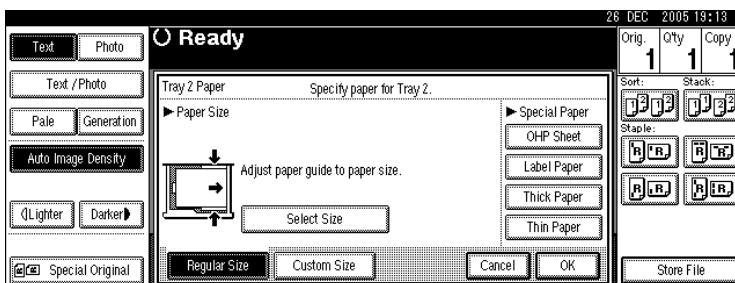 26 DEC 2005 19:13
Text Photo
Text / Photo
Pale Generation
Auto Image Density
Lighter Darker
Special Original
Ready
Tray 2 Paper Specify paper for Tray 2.
Paper Size
Adjust paper guide to paper size.
Select Size
Regular Size Custom Size Cancel OK
Special Paper
OHP Sheet
Label Paper
Thick Paper
Thin Paper
Orig. Q'ty Copy
1 1 1
Sort: Stack:
Staple:
Store File